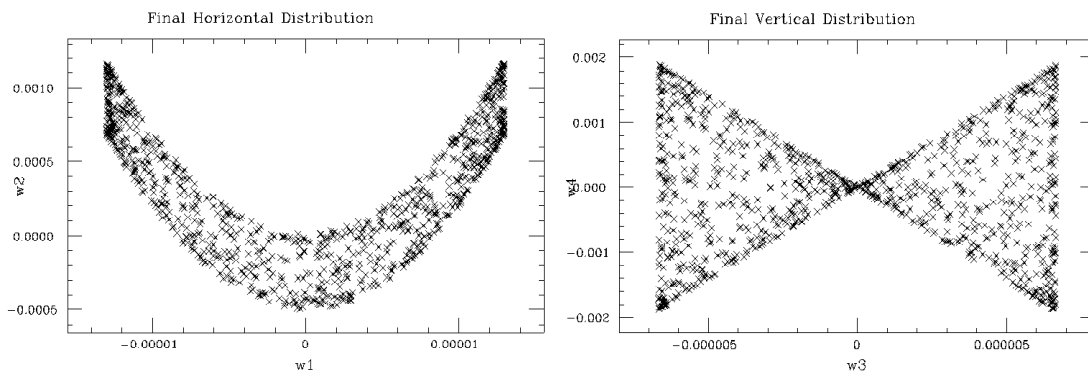 Final Horizontal Distribution
w2
0.0010
0.0005
0.0000
-0.0005
-0.00001
0
0.00001
w1
Final Vertical Distribution
w4
0.002
0.001
0.000
-0.001
-0.002
-0.000005
0
0.000005
w3